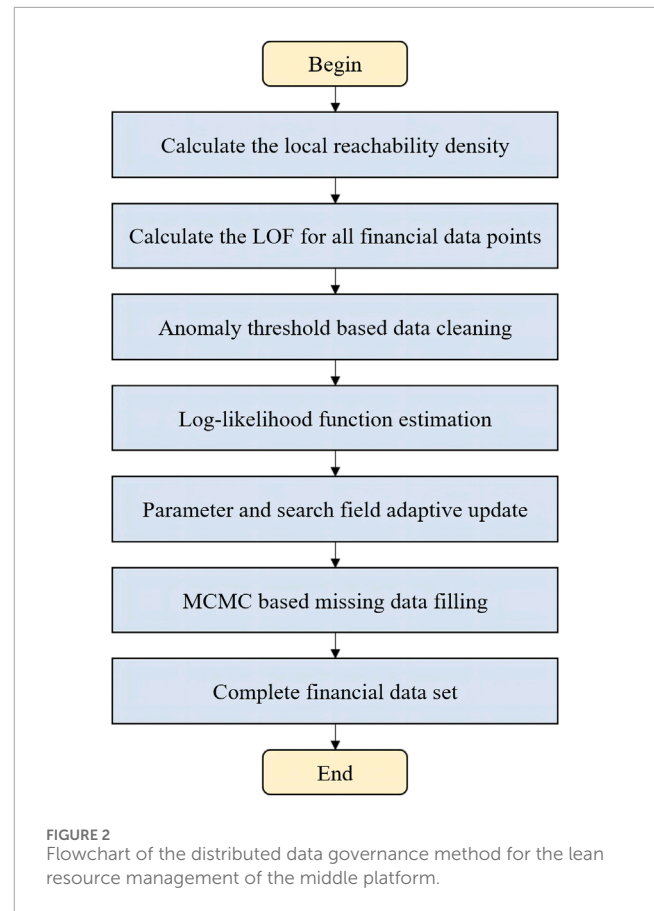 Begin
Calculate the local reachability density
Calculate the LOF for all financial data points
Anomaly threshold based data cleaning
Log-likelihood function estimation
Parameter and search field adaptive update
MCMC based missing data filling
Complete financial data set
End
FIGURE 2
Flowchart of the distributed data governance method for the lean
resource management of the middle platform.